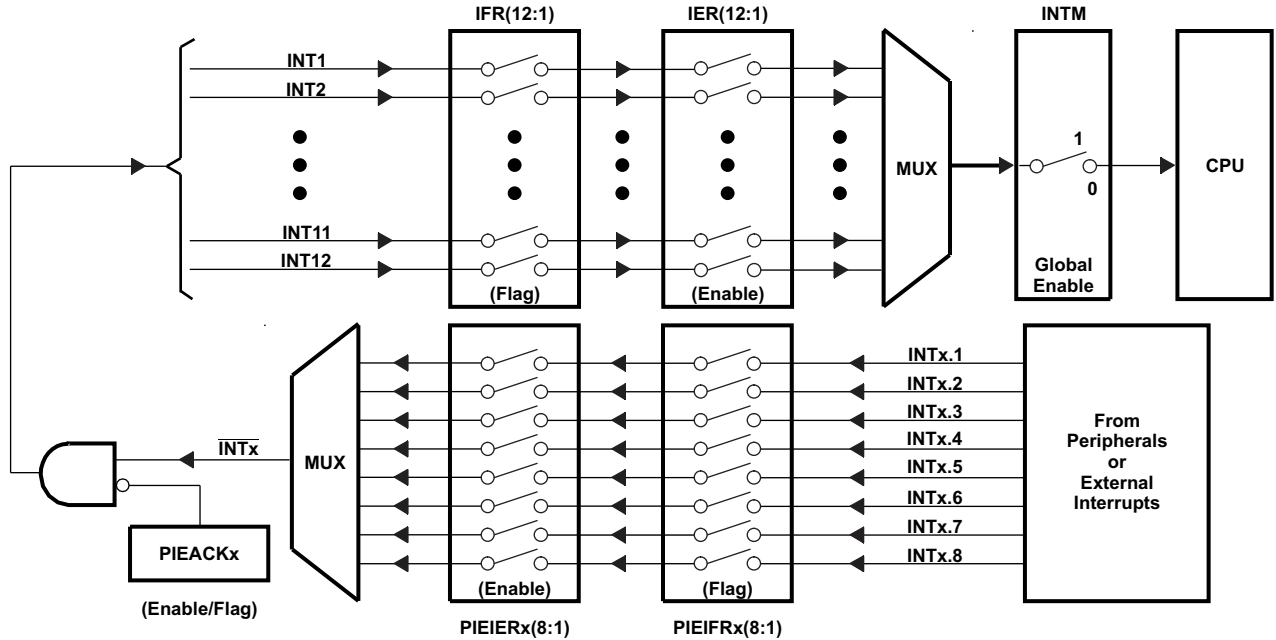 IFR(12:1)
IER(12:1)
INTM
INT1
INT2
INT11
INT12
(Flag)
(Enable)
MUX
1
0
Global
Enable
CPU
INTx.1
INTx.2
INTx.3
INTx.4
INTx.5
INTx.6
INTx.7
INTx.8
From
Peripherals
or
External
Interrupts
MUX
INTx
PIEACKx
(Enable/Flag)
(Enable)
(Flag)
PIEIERx(8:1)
PIEIFRx(8:1)